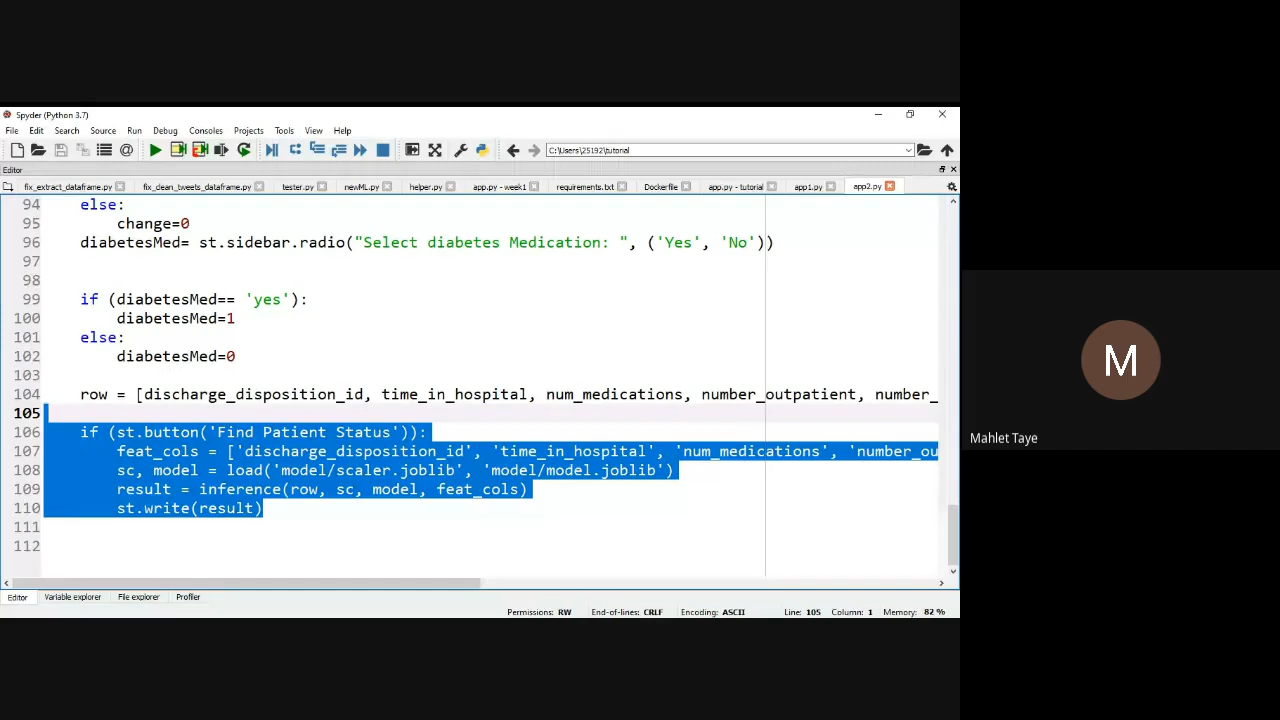 Spyder (Python 3.7)
File Edit Search Source Run Debug Consoles Projects Tools View Help
C:\Users\25192\tutorial
Editor
fix_extract_dataframe.py fix_clean_tweets_dataframe.py tester.py newML.py helper.py app.py - week1 requirements.txt Dockerfile app.py - tutorial app1.py app2.py
94 else:
95 change=0
96 diabetesMed= st.sidebar.radio("Select diabetes Medication: ", ('Yes', 'No'))
97
98
99 if (diabetesMed== 'yes'):
100 diabetesMed=1
101 else:
102 diabetesMed=0
103
104 row = [discharge_disposition_id, time_in_hospital, num_medications, number_outpatient, number_
105
106 if (st.button('Find Patient Status')):
107 feat_cols = ['discharge_disposition_id', 'time_in_hospital', 'num_medications', 'number_ou
108 sc, model = load('model/scaler.joblib', 'model/model.joblib')
109 result = inference(row, sc, model, feat_cols)
110 st.write(result)
111
112
Editor Variable explorer File explorer Profiler
Permissions: RW End-of-lines: CRLF Encoding: ASCII Line: 105 Column: 1 Memory: 82 %
M
Mahlet Taye